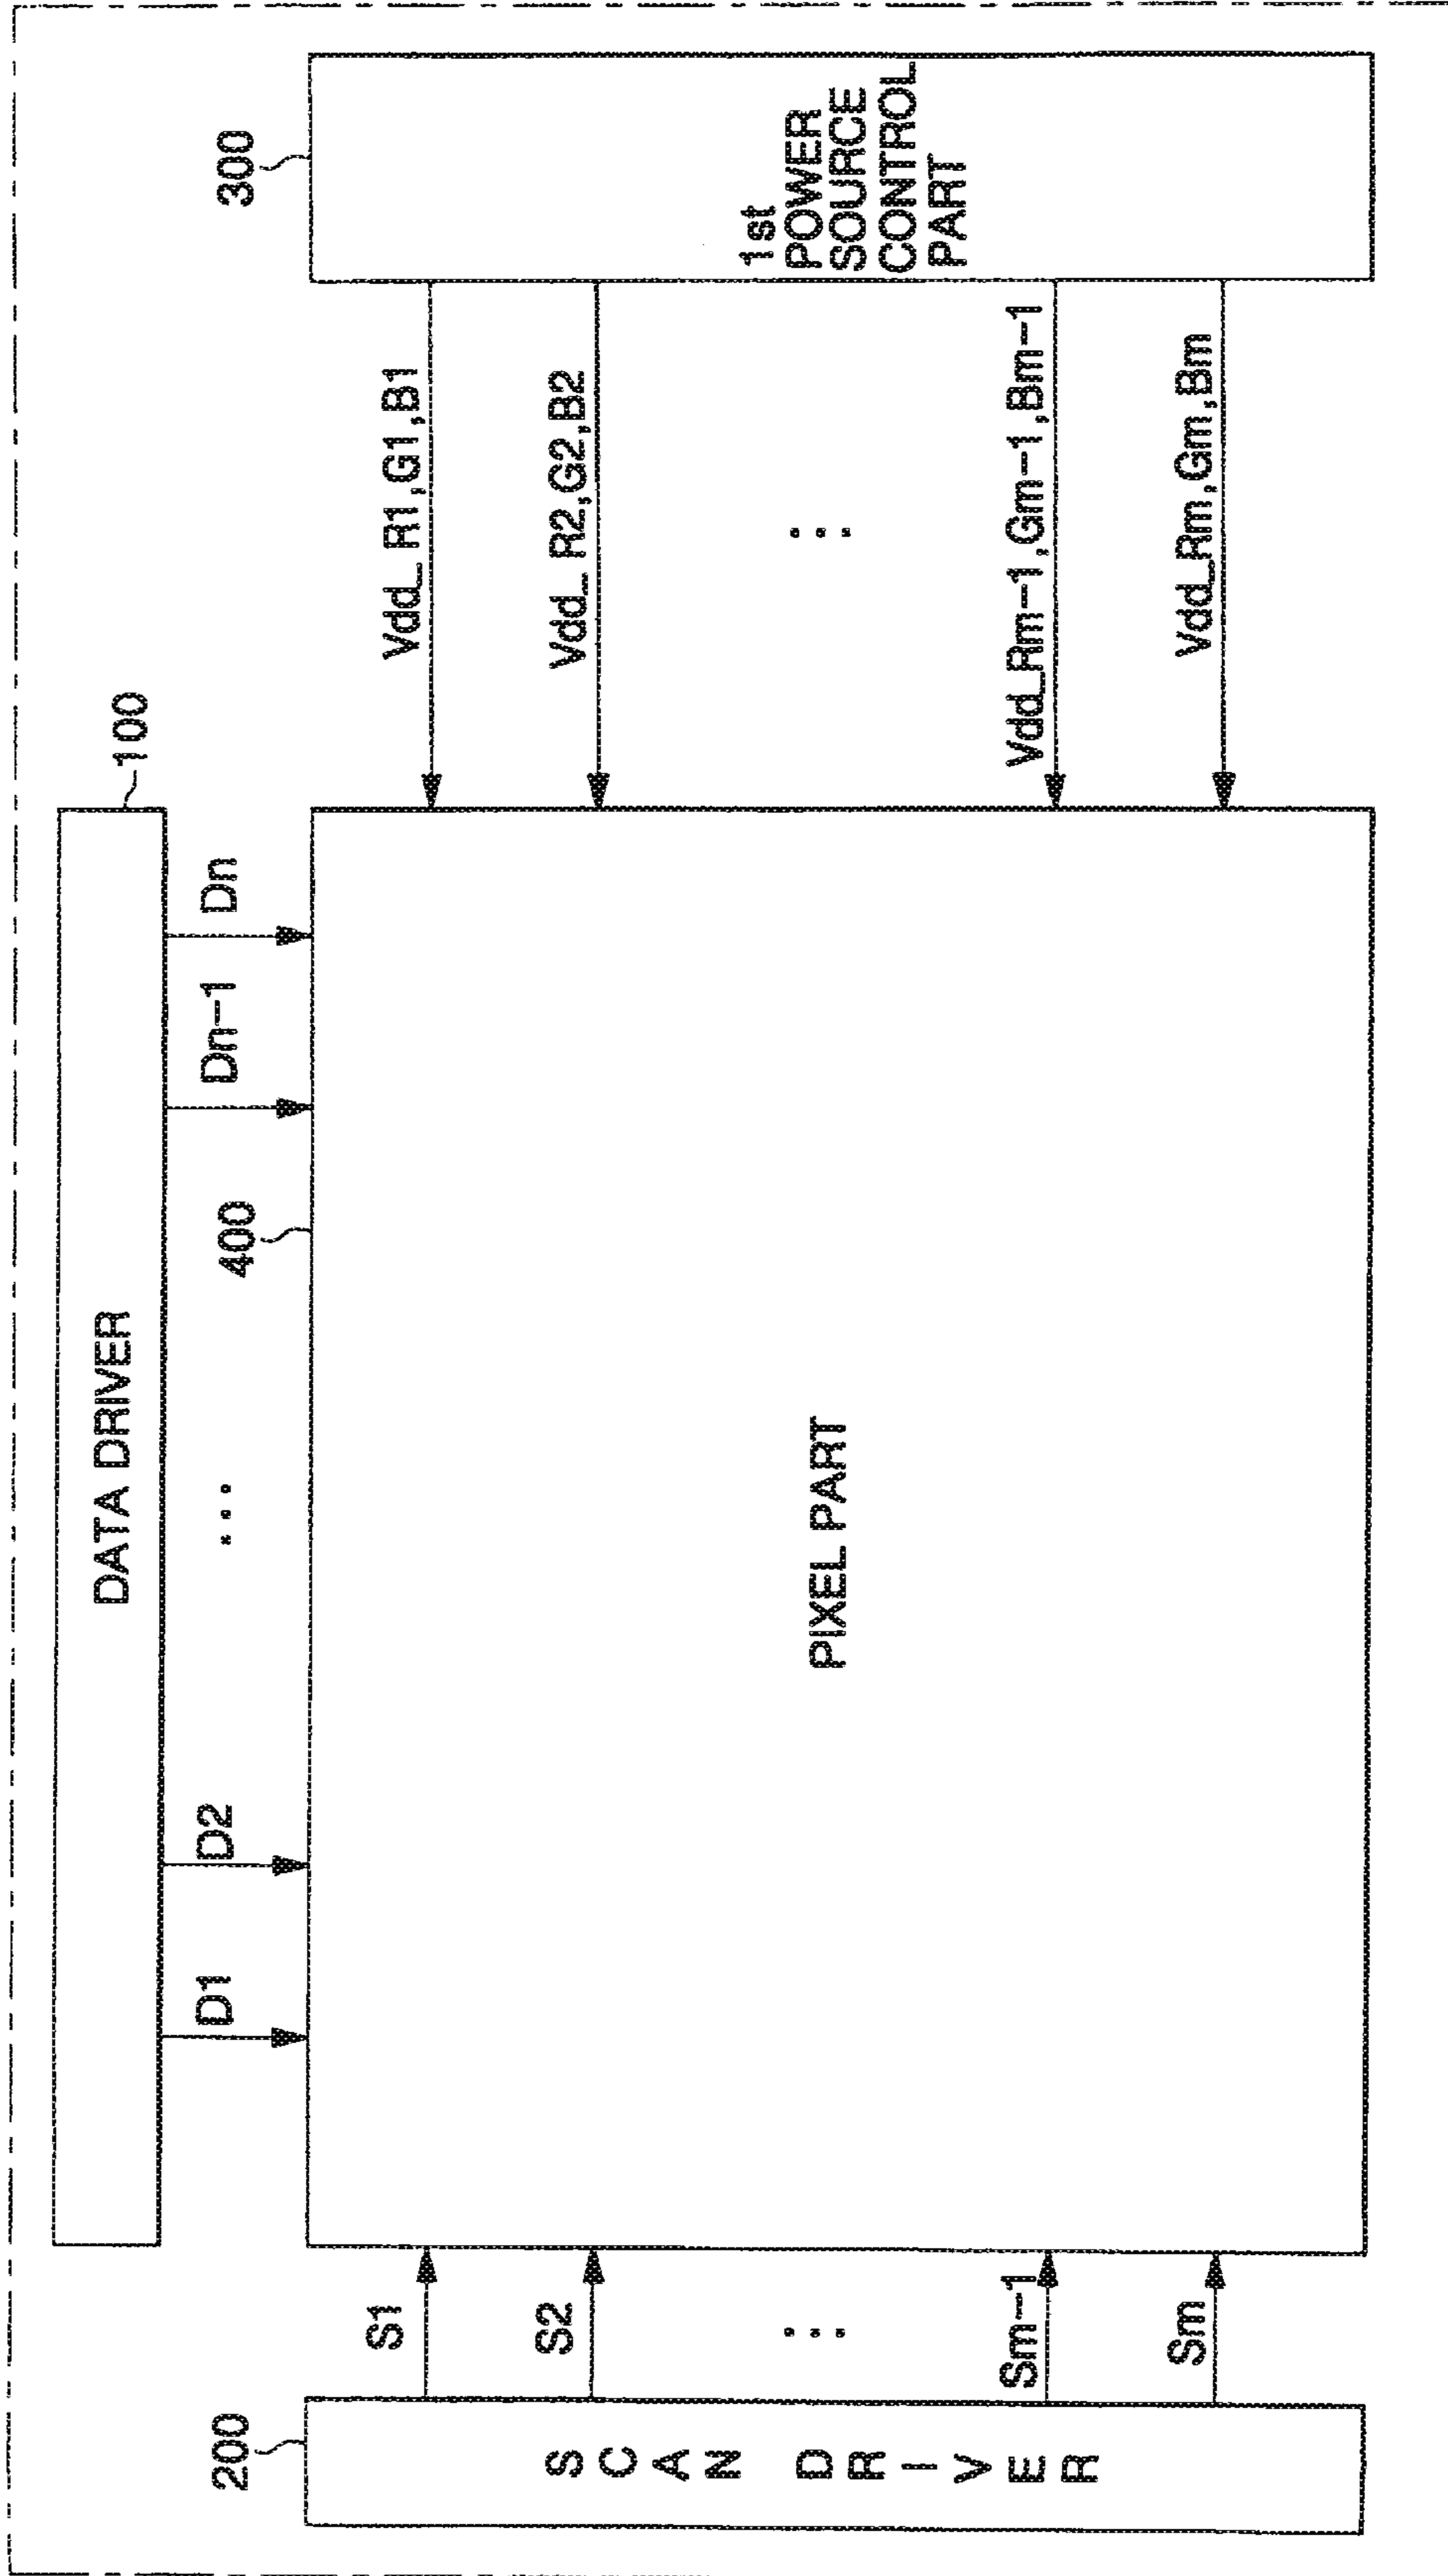 100
DATA DRIVER
D1
D2
...
Dn-1
Dn
200
400
300
SCAN DRIVER
S1
S2
...
Sm-1
Sm
PIXEL PART
Vdd_R1,G1,B1
Vdd_R2,G2,B2
...
Vdd_Rm-1,Gm-1,Bm-1
Vdd_Rm,Gm,Bm
1st
POWER
SOURCE
CONTROL
PART